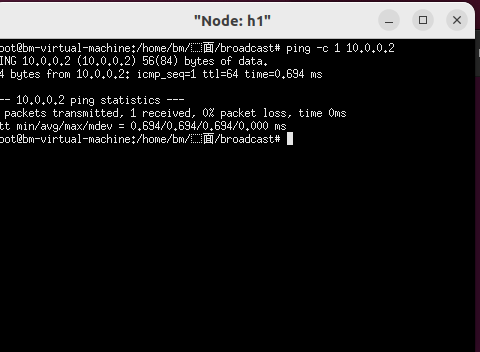 "Node: h1"
oot@bm-virtual-machine:/home/bm/面/broadcast# ping -c 1 10.0.0.2
ING 10.0.0.2 (10.0.0.2) 56(84) bytes of data.
4 bytes from 10.0.0.2: icmp_seq=1 ttl=64 time=0.694 ms
-- 10.0.0.2 ping statistics ---
packets transmitted, 1 received, 0% packet loss, time 0ms
tt min/avg/max/mdev = 0.694/0.694/0.694/0.000 ms
oot@bm-virtual-machine:/home/bm/面/broadcast#